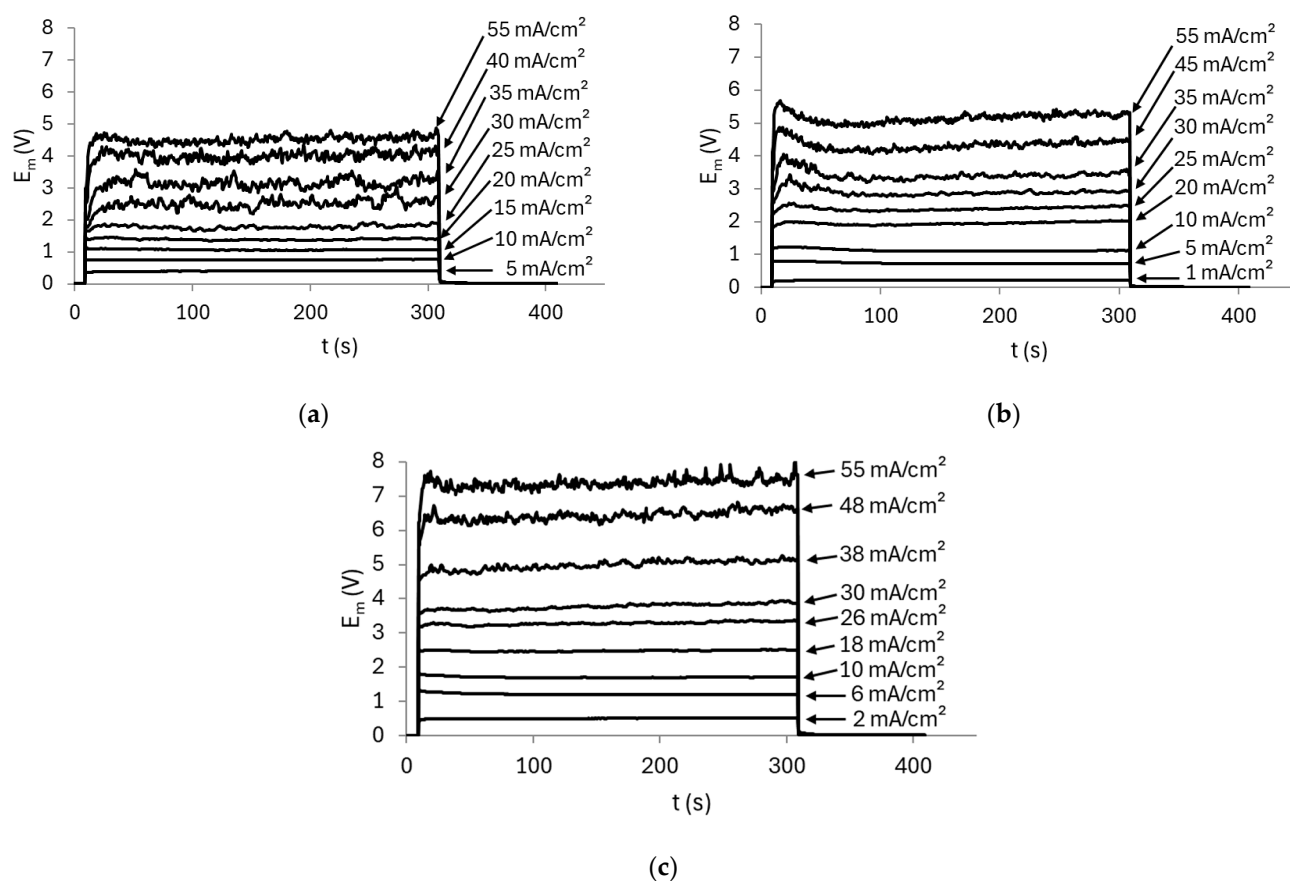 8
7
6
5
4
3
2
1
0
E_m (V)
0
100
200
300
400
t (s)
55 mA/cm²
40 mA/cm²
35 mA/cm²
30 mA/cm²
25 mA/cm²
20 mA/cm²
15 mA/cm²
10 mA/cm²
5 mA/cm²
(a)
8
7
6
5
4
3
2
1
0
E_m (V)
0
100
200
300
400
t (s)
55 mA/cm²
45 mA/cm²
35 mA/cm²
30 mA/cm²
25 mA/cm²
20 mA/cm²
10 mA/cm²
5 mA/cm²
1 mA/cm²
(b)
8
7
6
5
4
3
2
1
0
E_m (V)
0
100
200
300
400
t (s)
55 mA/cm²
48 mA/cm²
38 mA/cm²
30 mA/cm²
26 mA/cm²
18 mA/cm²
10 mA/cm²
6 mA/cm²
2 mA/cm²
(c)